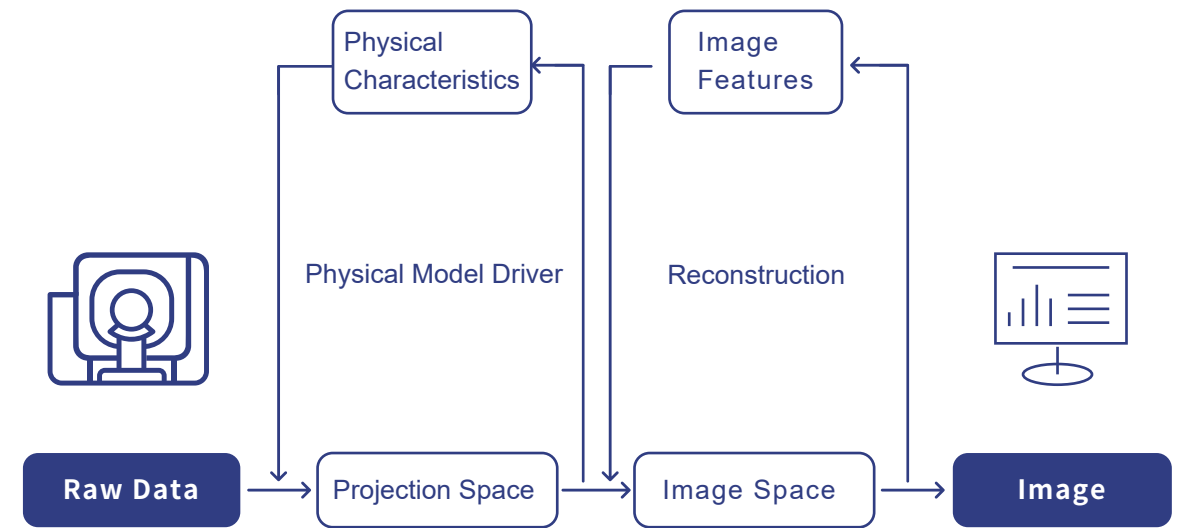 Physical
Characteristics
Image
Features
Physical Model Driver
Reconstruction
Raw Data
Projection Space
Image Space
Image